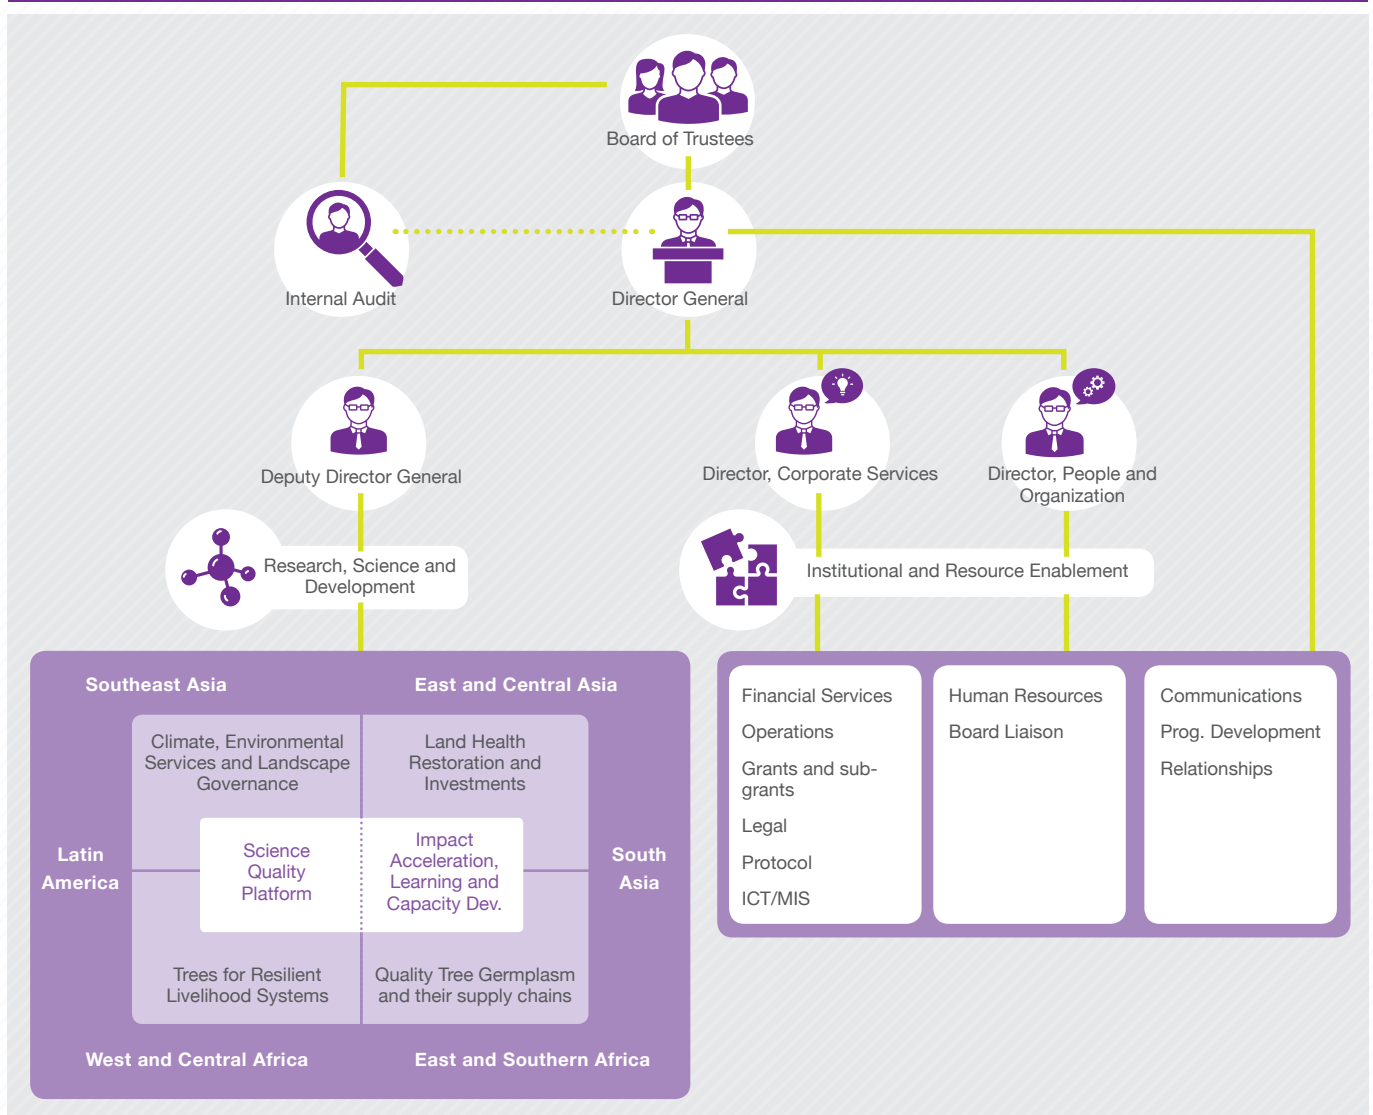 Board of Trustees
Internal Audit
Director General
Deputy Director General
Director, Corporate Services
Director, People and
Organization
Research, Science and
Development
Institutional and Resource Enablement
Southeast Asia
East and Central Asia
Climate, Environmental
Services and Landscape
Governance
Land Health
Restoration and
Investments
Latin
America
Science
Quality
Platform
Impact
Acceleration,
Learning and
Capacity Dev.
South
Asia
Trees for Resilient
Livelihood Systems
Quality Tree Germplasm
and their supply chains
West and Central Africa
East and Southern Africa
Financial Services
Operations
Grants and sub-
grants
Legal
Protocol
ICT/MIS
Human Resources
Board Liaison
Communications
Prog. Development
Relationships